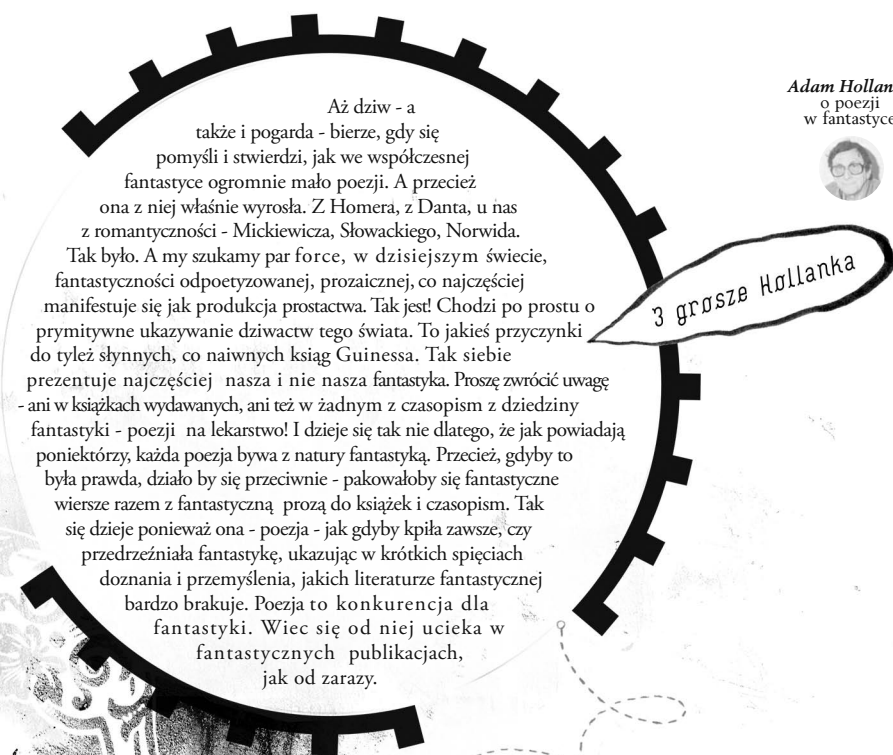 Aż dziw - a
także i pogarda - bierze, gdy się
pomyśli i stwierdzi, jak we współczesnej
fantastyce ogromnie mało poezji. A przecież
ona z niej właśnie wyrosła. Z Homera, z Danta, u nas
z romantyczności - Mickiewicza, Słowackiego, Norwida.
Tak było. A my szukamy par force, w dzisiejszym świecie,
fantastyczności odpoetyzowanej, prozaicznej, co najczęściej
manifestuje się jak produkcja prostactwa. Tak jest! Chodzi po prostu o
prymitywne ukazywanie dziwactw tego świata. To jakieś przyczynki
do tyleż słynnych, co naiwnych ksiąg Guinessa. Tak siebie
prezentuje najczęściej nasza i nie nasza fantastyka. Proszę zwrócić uwagę
- ani w książkach wydawanych, ani też w żadnym z czasopism z dziedziny
fantastyki - poezji na lekarstwo! I dzieje się tak nie dlatego, że jak powiadają
poniektórzy, każda poezja bywa z natury fantastyką. Przecież, gdyby to
była prawda, działo by się przeciwnie - pakowałoby się fantastyczne
wiersze razem z fantastyczną prozą do książek i czasopism. Tak
się dzieje ponieważ ona - poezja - jak gdyby kpiła zawsze, czy
przedrzeźniała fantastykę, ukazując w krótkich spięciach
doznania i przemyślenia, jakich literaturze fantastycznej
bardzo brakuje. Poezja to konkurencja dla
fantastyki. Wiec się od niej ucieka w
fantastycznych publikacjach,
jak od zarazy.
Adam Hollan
o poezji
w fantastyce
3 grosze Hollanka